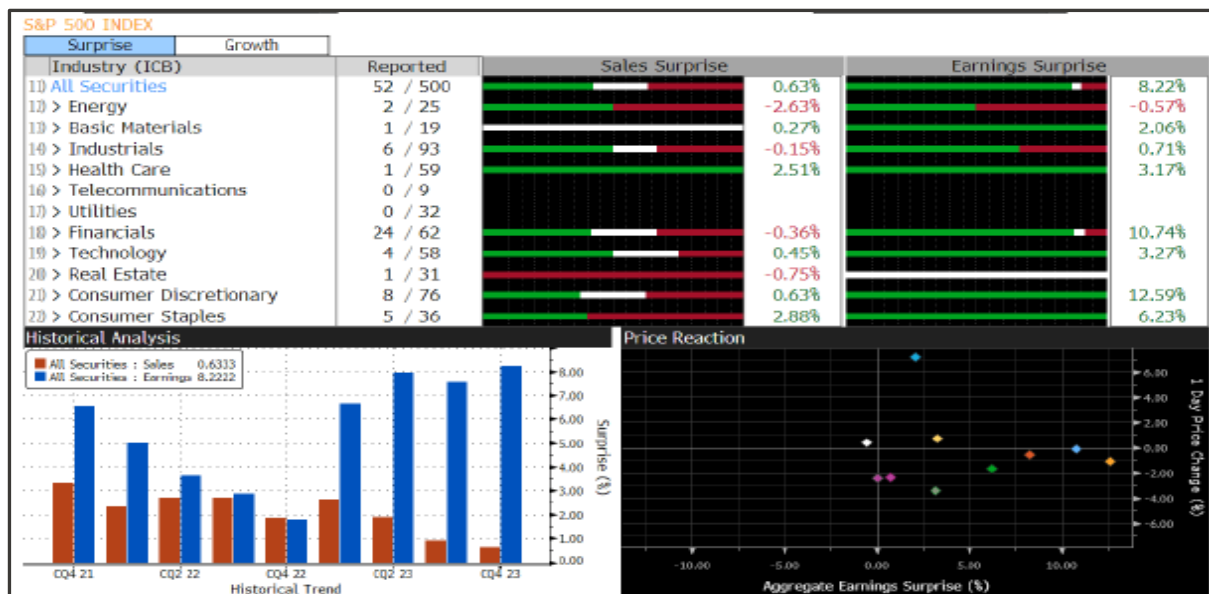 S&P 500 INDEX
Surprise Growth
Industry (ICB) Reported Sales Surprise Earnings Surprise
11) All Securities 52 / 500 0.63% 8.22%
12) > Energy 2 / 25 -2.63% -0.57%
13) > Basic Materials 1 / 19 0.27% 2.06%
14) > Industrials 6 / 93 -0.15% 0.71%
15) > Health Care 1 / 59 2.51% 3.17%
16) > Telecommunications 0 / 9
17) > Utilities 0 / 32
18) > Financials 24 / 62 -0.36% 10.74%
19) > Technology 4 / 58 0.45% 3.27%
20) > Real Estate 1 / 31 -0.75%
21) > Consumer Discretionary 8 / 76 0.63% 12.59%
22) > Consumer Staples 5 / 36 2.88% 6.23%
Historical Analysis
All Securities : Sales 0.6333
All Securities : Earnings 8.2222
8.00
7.00
6.00
5.00
4.00
3.00
2.00
1.00
0.00
Surprise (%)
CQ4 21 CQ2 22 CQ4 22 CQ2 23 CQ4 23
Historical Trend
Price Reaction
6.00
4.00
2.00
0.00
-2.00
-4.00
-6.00
1 Day Price Change (%)
-10.00 -5.00 0.00 5.00 10.00
Aggregate Earnings Surprise (%)